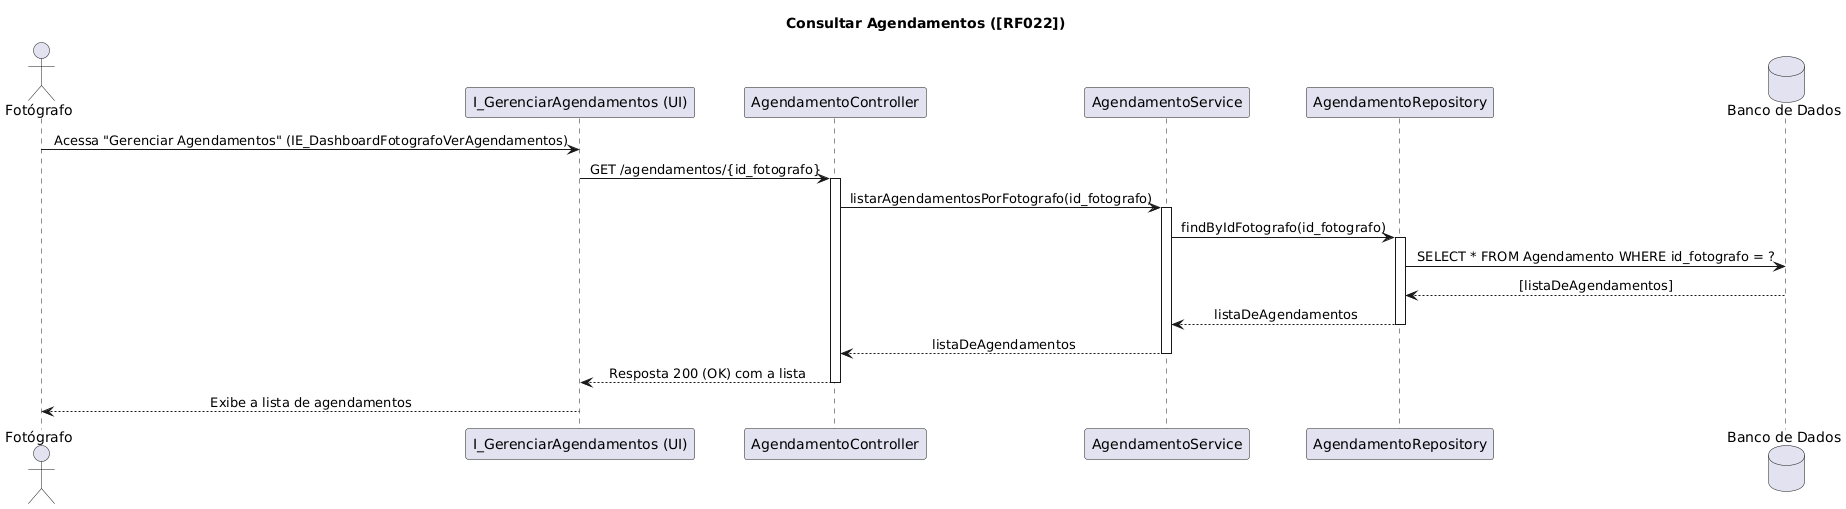 Consultar Agendamentos ([RF022])
Fotógrafo
I_GerenciarAgendamentos (UI)
AgendamentoController
AgendamentoService
AgendamentoRepository
Banco de Dados
Acessa "Gerenciar Agendamentos" (IE_DashboardFotografoVerAgendamentos)
GET /agendamentos/{id_fotografo}
listarAgendamentosPorFotografo(id_fotografo)
findByIdFotografo(id_fotografo)
SELECT * FROM Agendamento WHERE id_fotografo = ?
[listaDeAgendamentos]
listaDeAgendamentos
listaDeAgendamentos
Resposta 200 (OK) com a lista
Exibe a lista de agendamentos
Fotógrafo
I_GerenciarAgendamentos (UI)
AgendamentoController
AgendamentoService
AgendamentoRepository
Banco de Dados